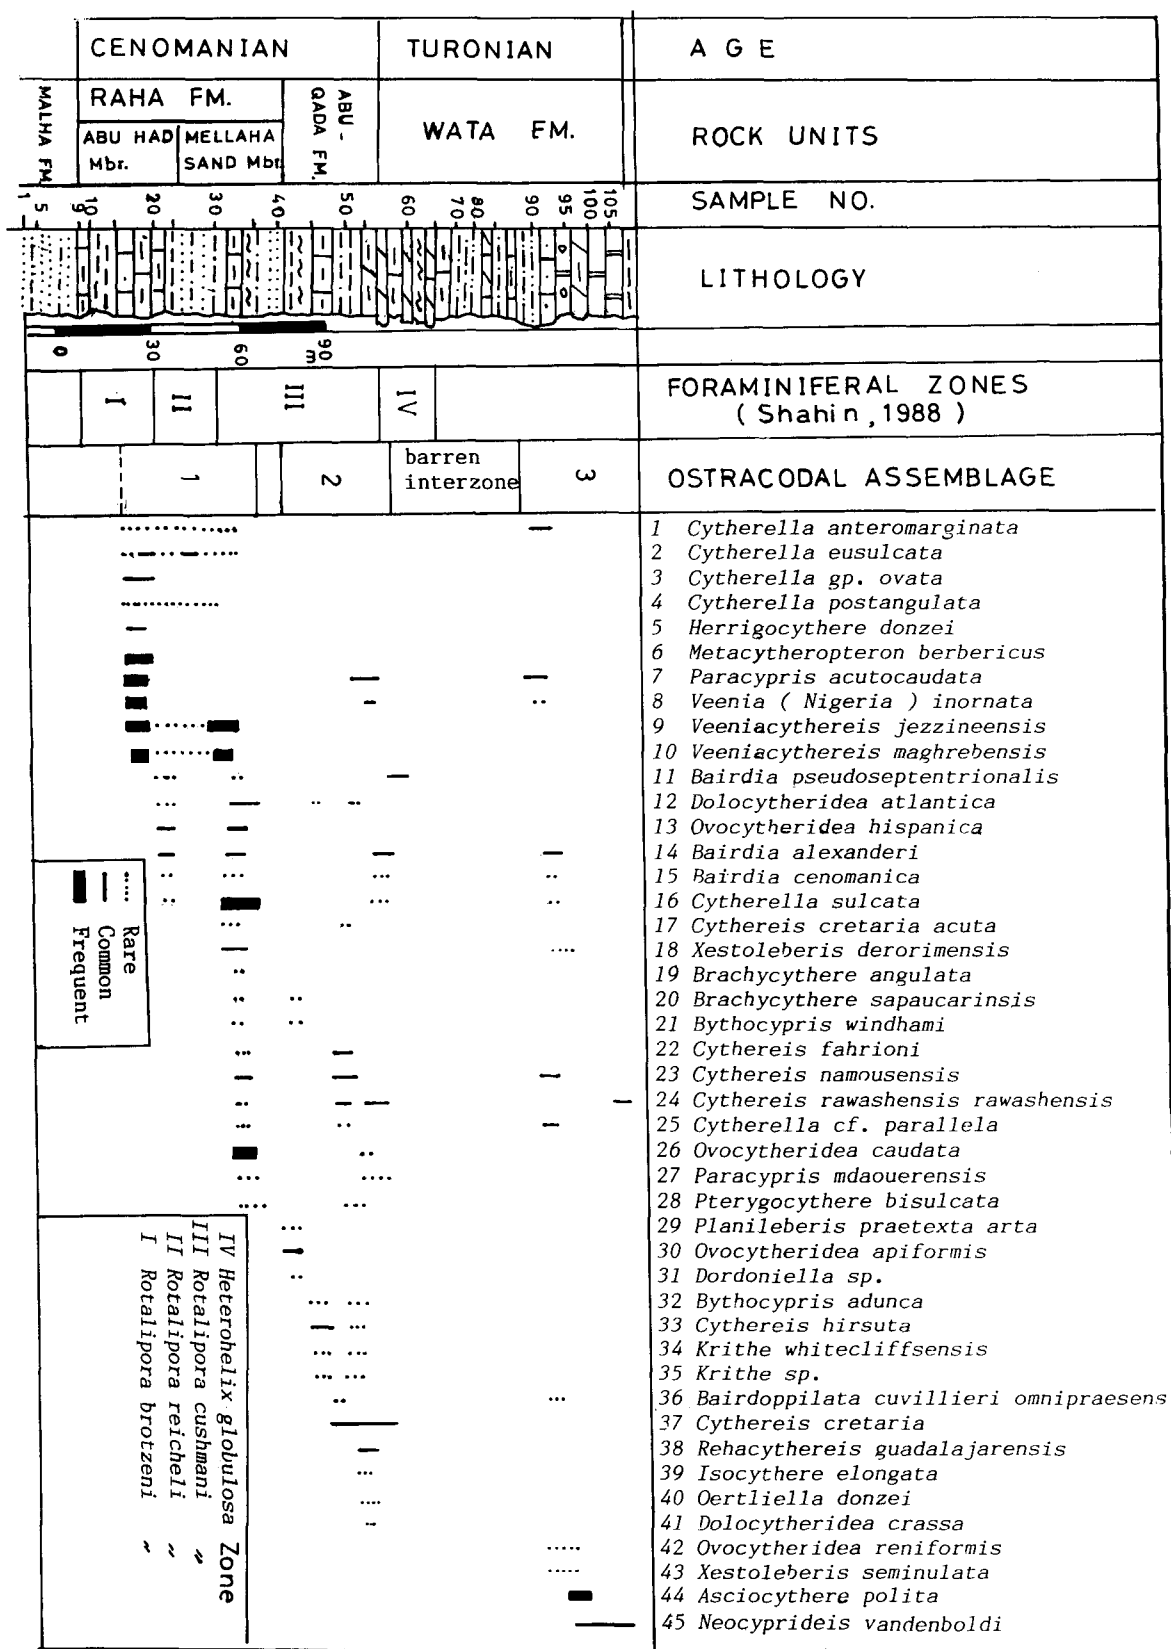 CENOMANIAN TURONIAN A G E
MALHA FM. RAHA FM. ABU-QADA FM. WATA FM. ROCK UNITS
ABU HAD Mbr. MELLAHA SAND Mbr.
1 5 9 10 20 30 40 50 60 70 80 90 95 100 105 SAMPLE NO.
LITHOLOGY
0 30 60 90 m
I II III IV FORAMINIFERAL ZONES
( Shahin , 1988 )
1 2 barren interzone 3 OSTRACODAL ASSEMBLAGE
1 Cytherella anteromarginata
2 Cytherella eusulcata
3 Cytherella gp. ovata
4 Cytherella postangulata
5 Herrigocythere donzei
6 Metacytheropteron berbericus
7 Paracypris acutocaudata
8 Veenia ( Nigeria ) inornata
9 Veeniacythereis jezzineensis
10 Veeniacythereis maghrebensis
11 Bairdia pseudoseptentrionalis
12 Dolocytheridea atlantica
13 Ovocytheridea hispanica
14 Bairdia alexanderi
15 Bairdia cenomanica
16 Cytherella sulcata
17 Cythereis cretaria acuta
18 Xestoleberis derorimensis
19 Brachycythere angulata
20 Brachycythere sapaucarinsis
21 Bythocypris windhami
22 Cythereis fahrioni
23 Cythereis namousensis
24 Cythereis rawashensis rawashensis
25 Cytherella cf. parallela
26 Ovocytheridea caudata
27 Paracypris mdaouerensis
28 Pterygocythere bisulcata
29 Planileberis praetexta arta
30 Ovocytheridea apiformis
31 Dordoniella sp.
32 Bythocypris adunca
33 Cythereis hirsuta
34 Krithe whitecliffsensis
35 Krithe sp.
36 Bairdoppilata cuvillieri omnipraesens
37 Cythereis cretaria
38 Rehacythereis guadalajarensis
39 Isocythere elongata
40 Oertliella donzei
41 Dolocytheridea crassa
42 Ovocytheridea reniformis
43 Xestoleberis seminulata
44 Asciocythere polita
45 Neocyprideis vandenboldi
Rare
Common
Frequent
IV Heterohelix globulosa Zone
III Rotalipora cushmani "
II Rotalipora reicheli "
I Rotalipora brotzeni "